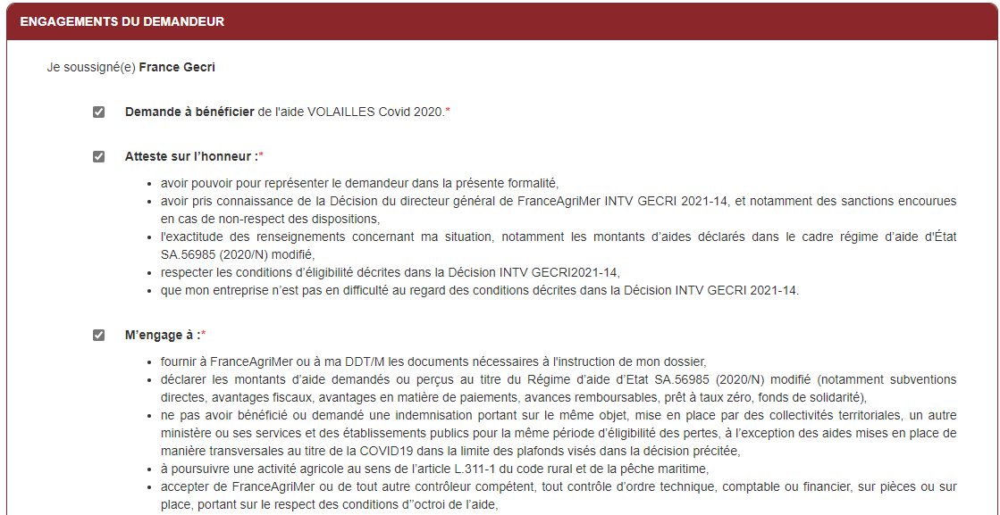 ENGAGEMENTS DU DEMANDEUR
Je soussigné(e) France Gecri
Demande à bénéficier de l'aide VOLAILLES Covid 2020.*
Atteste sur l’honneur :*
• avoir pouvoir pour représenter le demandeur dans la présente formalité,
• avoir pris connaissance de la Décision du directeur général de FranceAgriMer INTV GECRI 2021-14, et notamment des sanctions encourues
en cas de non-respect des dispositions,
• l'exactitude des renseignements concernant ma situation, notamment les montants d’aides déclarés dans le cadre régime d’aide d'État
SA.56985 (2020/N) modifié,
• respecter les conditions d’éligibilité décrites dans la Décision INTV GECRI2021-14,
• que mon entreprise n’est pas en difficulté au regard des conditions décrites dans la Décision INTV GECRI 2021-14.
M’engage à :*
• fournir à FranceAgriMer ou à ma DDT/M les documents nécessaires à l'instruction de mon dossier,
• déclarer les montants d’aide demandés ou perçus au titre du Régime d’aide d’Etat SA.56985 (2020/N) modifié (notamment subventions
directes, avantages fiscaux, avantages en matière de paiements, avances remboursables, prêt à taux zéro, fonds de solidarité),
• ne pas avoir bénéficié ou demandé une indemnisation portant sur le même objet, mise en place par des collectivités territoriales, un autre
ministère ou ses services et des établissements publics pour la même période d’éligibilité des pertes, à l’exception des aides mises en place de
manière transversales au titre de la COVID19 dans la limite des plafonds visés dans la décision précitée,
• à poursuivre une activité agricole au sens de l’article L.311-1 du code rural et de la pêche maritime,
• accepter de FranceAgriMer ou de tout autre contrôleur compétent, tout contrôle d’ordre technique, comptable ou financier, sur pièces ou sur
place, portant sur le respect des conditions d’'octroi de l’aide,